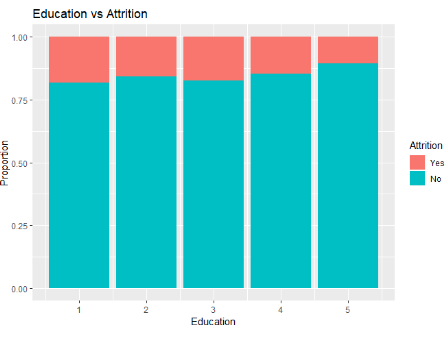 Education vs Attrition
1.00
0.75
0.50
0.25
0.00
Proportion
1 2 3 4 5
Education
Attrition
Yes
No